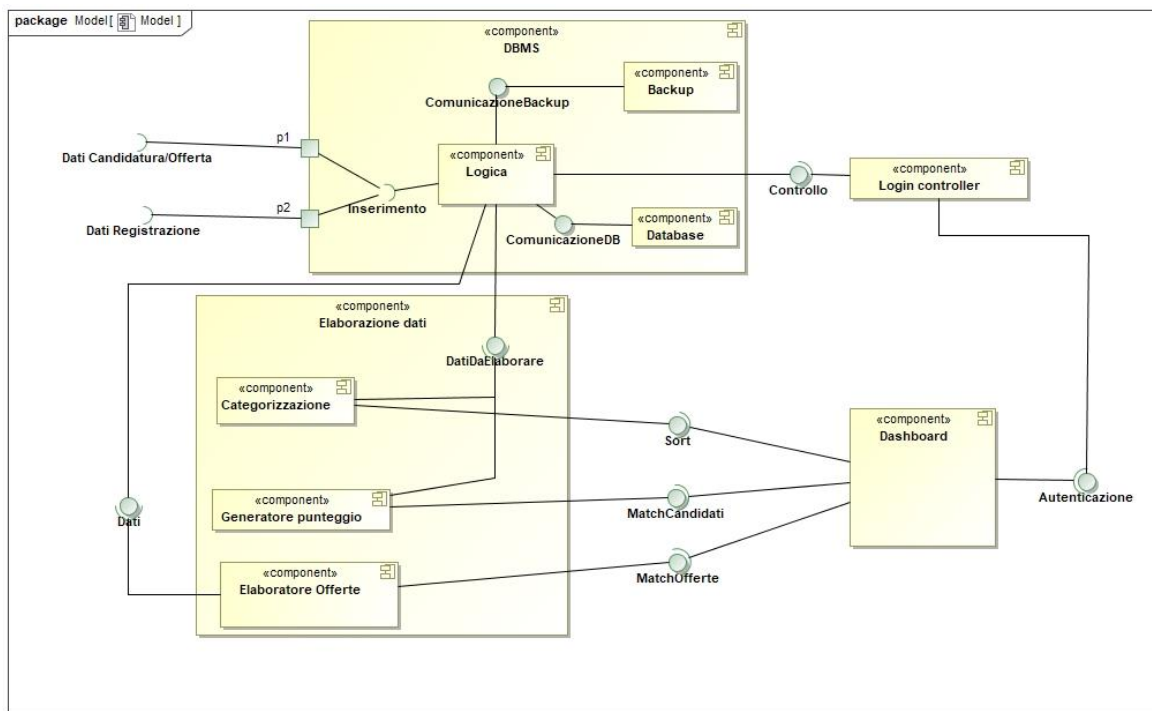 package Model [ Model ]
«component»
DBMS
«component»
Backup
ComunicazioneBackup
p1
Dati Candidatura/Offerta
«component»
Logica
Controllo
«component»
Login controller
p2
Inserimento
Dati Registrazione
ComunicazioneDB
«component»
Database
«component»
Elaborazione dati
DatiDaElaborare
«component»
Categorizzazione
Sort
«component»
Dashboard
Autenticazione
Dati
«component»
Generatore punteggio
MatchCandidati
«component»
Elaboratore Offerte
MatchOfferte